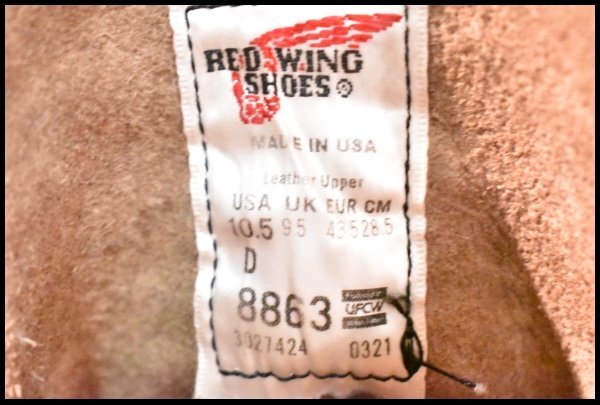 RED WING
SHOES ®
MADE IN USA
Leather Upper
USA UK EUR CM
10.5 9.5 43.5 28.5
D
8863
UFCW
3027424 0321